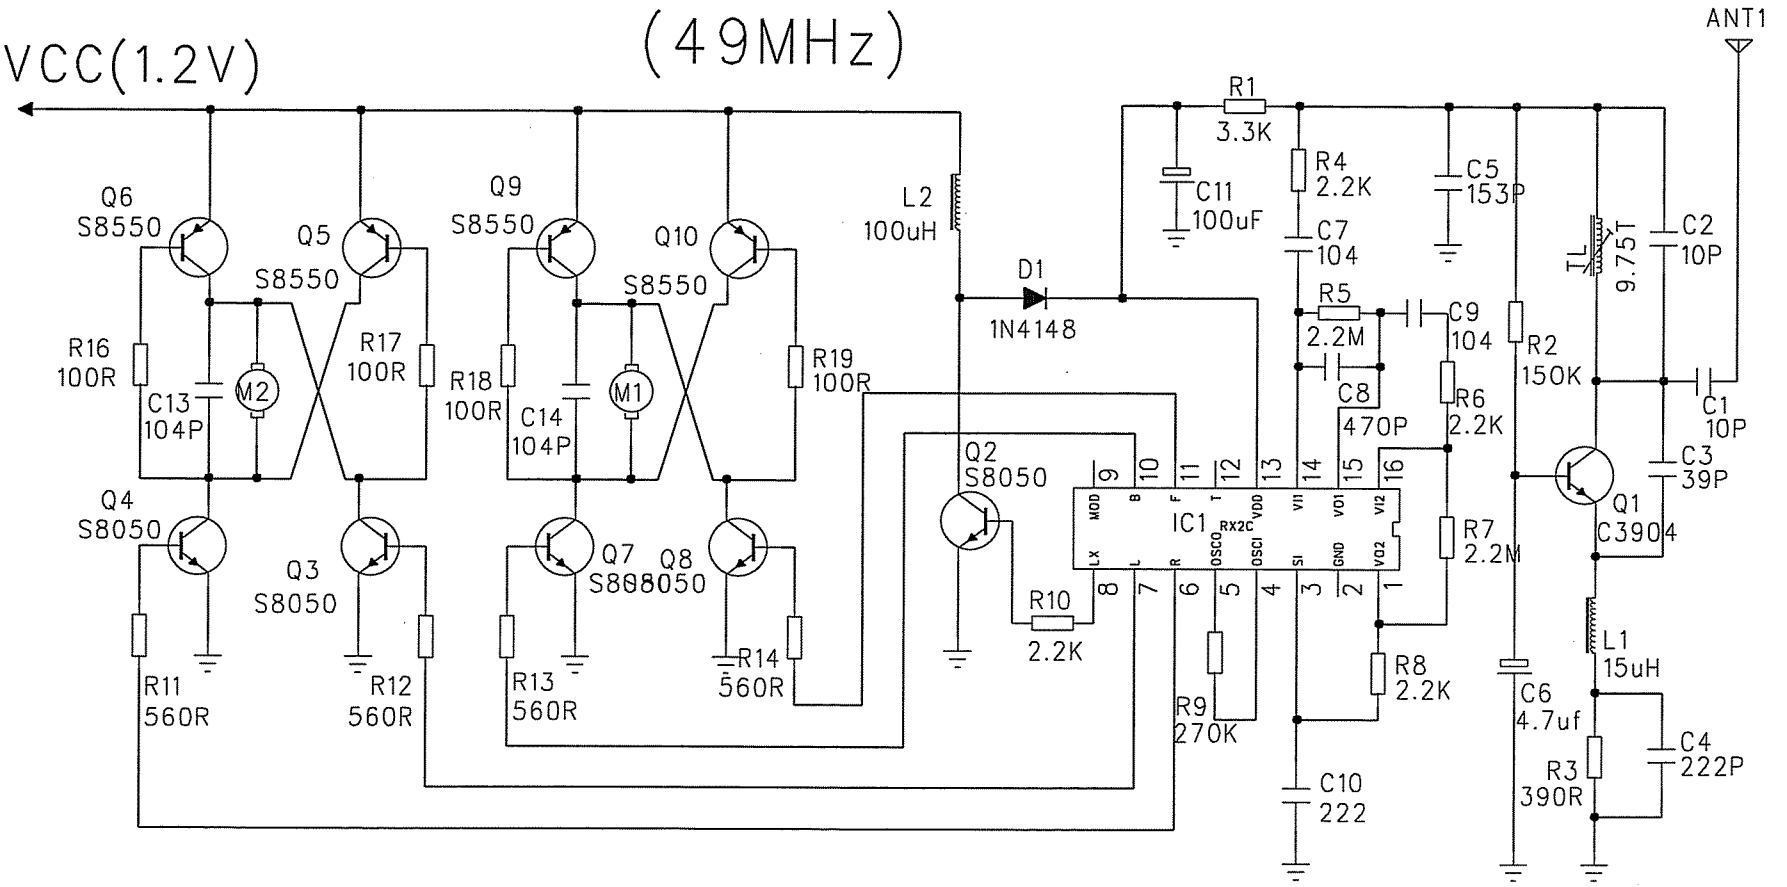 (49MHz)
VCC(1.2V)
ANT1
R1
3.3K
R4
2.2K
C11
100uF
C5
153P
C7
104
C2
10P
TL
9.75T
L2
100uH
D1
1N4148
R5
2.2M
C9
104
C8
470P
R6
2.2K
R2
150K
C1
10P
C3
39P
Q6
S8550
Q5
S8550
Q9
S8550
Q10
S8550
R16
100R
R17
100R
R18
100R
R19
100R
C13
104P
M2
C14
104P
M1
Q4
S8050
Q3
S8050
Q7
S8050
Q8
S8050
Q2
S8050
9
10
11
12
13
14
15
16
MOD
B
F
T
VDD
VI1
VO1
VI2
IC1
RX2C
LX
L
R
OSCO
OSCI
SI
GND
VO2
8
7
6
5
4
3
2
1
Q1
C3904
R7
2.2M
R10
2.2K
R8
2.2K
R9
270K
L1
15uH
C6
4.7uf
R3
390R
C4
222P
C10
222
R11
560R
R12
560R
R13
560R
R14
560R